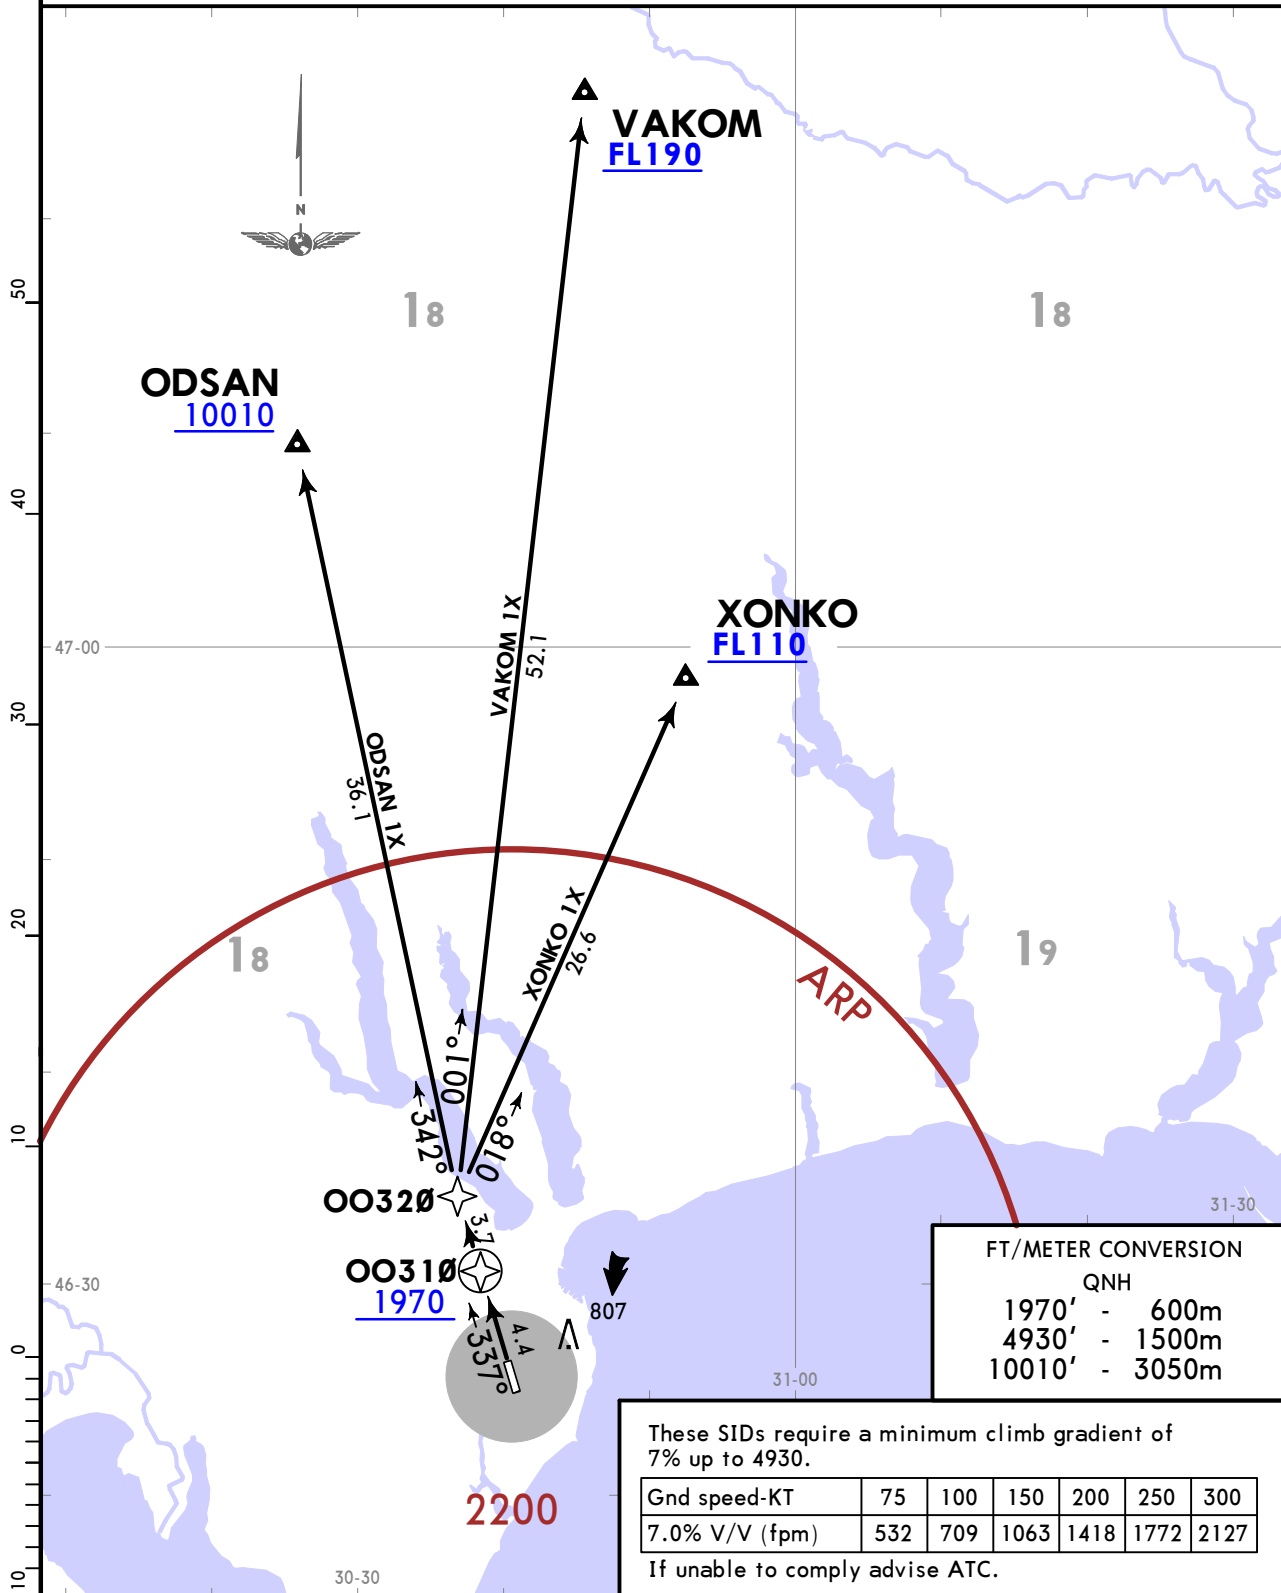 VAKOM
FL190
N
50
18
18
ODSAN
10010
40
XONKO
FL110
47-00
VAKOM 1X
52.1
30
ODSAN 1X
36.1
XONKO 1X
26.6
20
18
19
ARP
001°
342°
018°
10
OO32Ø
3.7
31-30
OO31Ø
1970
46-30
807
4.4
337°
0
31-00
FT/METER CONVERSION
QNH
1970' - 600m
4930' - 1500m
10010' - 3050m
These SIDs require a minimum climb gradient of
7% up to 4930.
Gnd speed-KT 75 100 150 200 250 300
7.0% V/V (fpm) 532 709 1063 1418 1772 2127
If unable to comply advise ATC.
2200
30-30
10